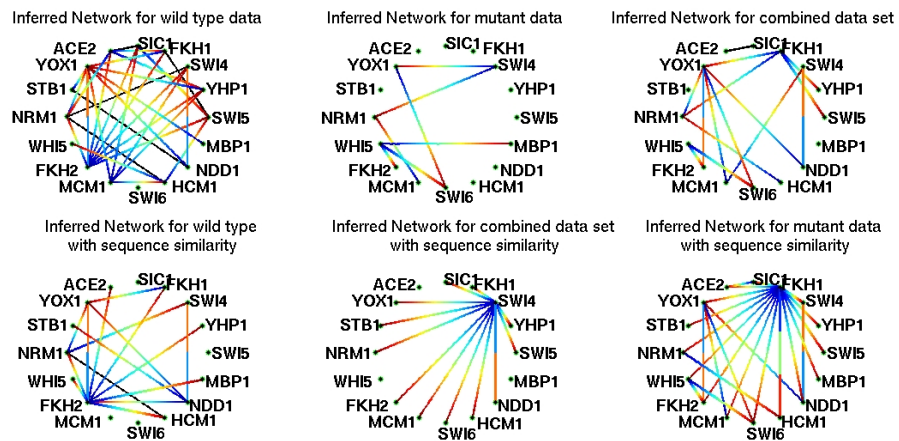 Inferred Network for wild type data
Inferred Network for mutant data
Inferred Network for combined data set
ACE2 SIC1 FKH1
YOX1 SWI4
STB1 YHP1
NRM1 SWI5
WHI5 MBP1
FKH2 NDD1
MCM1 SWI6 HCM1
ACE2 SIC1 FKH1
YOX1 SWI4
STB1 YHP1
NRM1 SWI5
WHI5 MBP1
FKH2 NDD1
MCM1 SWI6 HCM1
ACE2 SIC1 FKH1
YOX1 SWI4
STB1 YHP1
NRM1 SWI5
WHI5 MBP1
FKH2 NDD1
MCM1 SWI6 HCM1
Inferred Network for wild type
with sequence similarity
Inferred Network for combined data set
with sequence similarity
Inferred Network for mutant data
with sequence similarity
ACE2 SIC1 FKH1
YOX1 SWI4
STB1 YHP1
NRM1 SWI5
WHI5 MBP1
FKH2 NDD1
MCM1 SWI6 HCM1
ACE2 SIC1 FKH1
YOX1 SWI4
STB1 YHP1
NRM1 SWI5
WHI5 MBP1
FKH2 NDD1
MCM1 SWI6 HCM1
ACE2 SIC1 FKH1
YOX1 SWI4
STB1 YHP1
NRM1 SWI5
WHI5 MBP1
FKH2 NDD1
MCM1 SWI6 HCM1